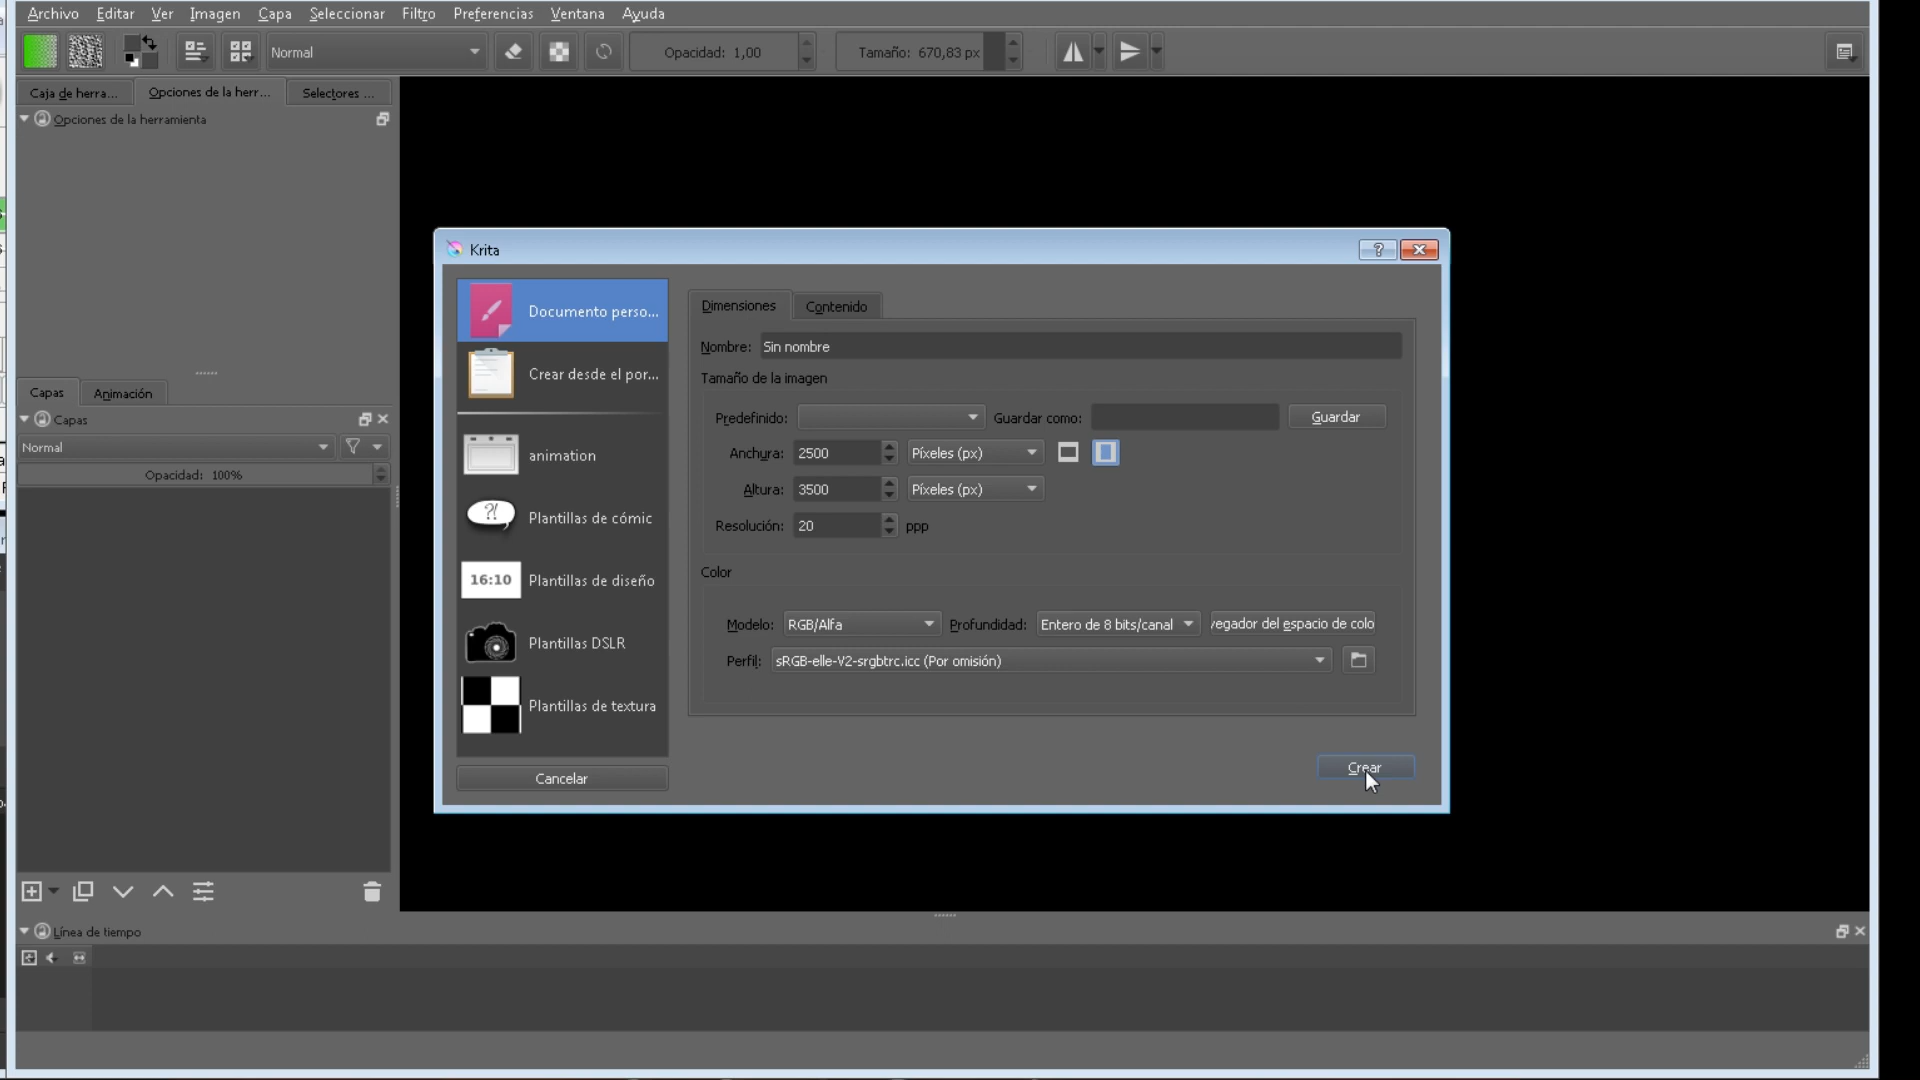 Archivo Editar Ver Imagen Capa Seleccionar Filtro Preferencias Ventana Ayuda
Normal Opacidad: 1,00 Tamaño: 670,83 px
Caja de herra... Opciones de la herr... Selectores ...
Opciones de la herramienta
Krita
Documento perso...
Crear desde el por...
animation
?!
Plantillas de cómic
16:10
Plantillas de diseño
Plantillas DSLR
Plantillas de textura
Cancelar
Dimensiones Contenido
Nombre: Sin nombre
Tamaño de la imagen
Predefinido: Guardar como: Guardar
Anchura: 2500 Píxeles (px)
Altura: 3500 Píxeles (px)
Resolución: 20 ppp
Color
Modelo: RGB/Alfa Profundidad: Entero de 8 bits/canal vegador del espacio de colo
Perfil: sRGB-elle-V2-srgbtrc.icc (Por omisión)
Crear
Capas Animación
Capas
Normal
Opacidad: 100%
Línea de tiempo